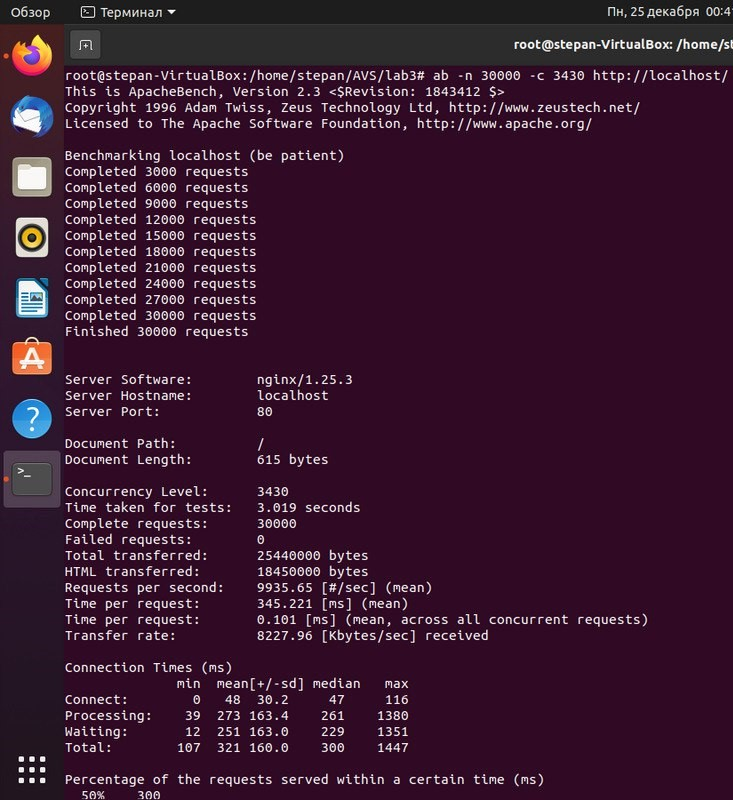 Обзор
Терминал
Пн, 25 декабря 00:4
root@stepan-VirtualBox: /home/st
root@stepan-VirtualBox:/home/stepan/AVS/lab3# ab -n 30000 -c 3430 http://localhost/
This is ApacheBench, Version 2.3 <$Revision: 1843412 $>
Copyright 1996 Adam Twiss, Zeus Technology Ltd, http://www.zeustech.net/
Licensed to The Apache Software Foundation, http://www.apache.org/
Benchmarking localhost (be patient)
Completed 3000 requests
Completed 6000 requests
Completed 9000 requests
Completed 12000 requests
Completed 15000 requests
Completed 18000 requests
Completed 21000 requests
Completed 24000 requests
Completed 27000 requests
Completed 30000 requests
Finished 30000 requests
Server Software:        nginx/1.25.3
Server Hostname:        localhost
Server Port:            80
Document Path:          /
Document Length:        615 bytes
Concurrency Level:      3430
Time taken for tests:   3.019 seconds
Complete requests:      30000
Failed requests:        0
Total transferred:      25440000 bytes
HTML transferred:       18450000 bytes
Requests per second:    9935.65 [#/sec] (mean)
Time per request:       345.221 [ms] (mean)
Time per request:       0.101 [ms] (mean, across all concurrent requests)
Transfer rate:          8227.96 [Kbytes/sec] received
Connection Times (ms)
              min  mean[+/-sd] median   max
Connect:        0   48  30.2     47     116
Processing:    39  273 163.4    261    1380
Waiting:       12  251 163.0    229    1351
Total:        107  321 160.0    300    1447
Percentage of the requests served within a certain time (ms)
  50%    300